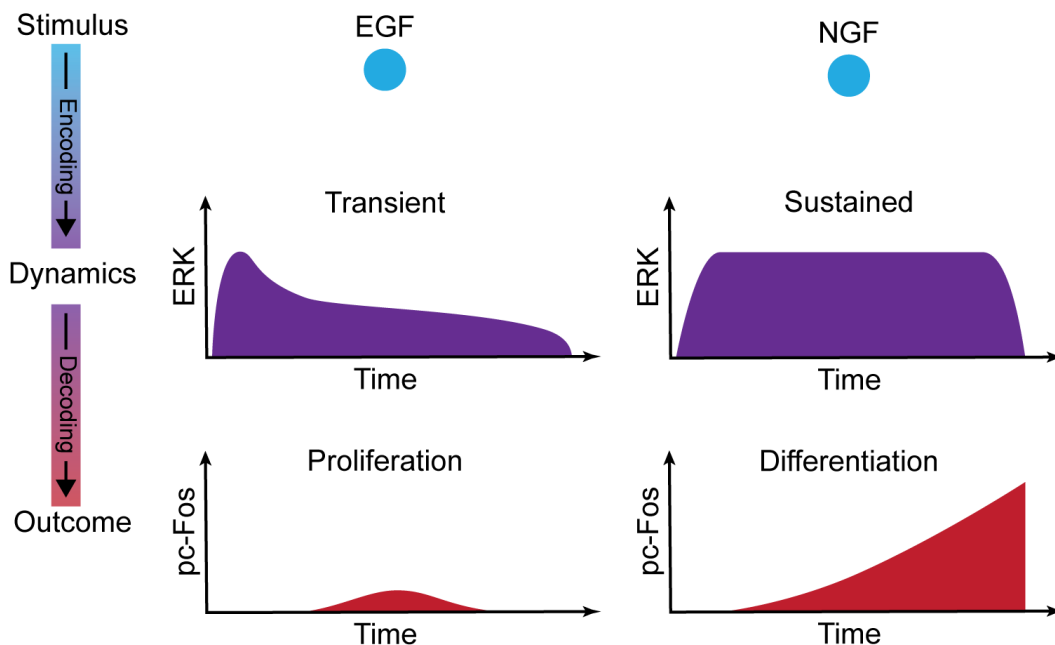 Stimulus
Encoding
Dynamics
Decoding
Outcome
EGF
NGF
Transient
ERK
Time
Sustained
ERK
Time
Proliferation
pc-Fos
Time
Differentiation
pc-Fos
Time